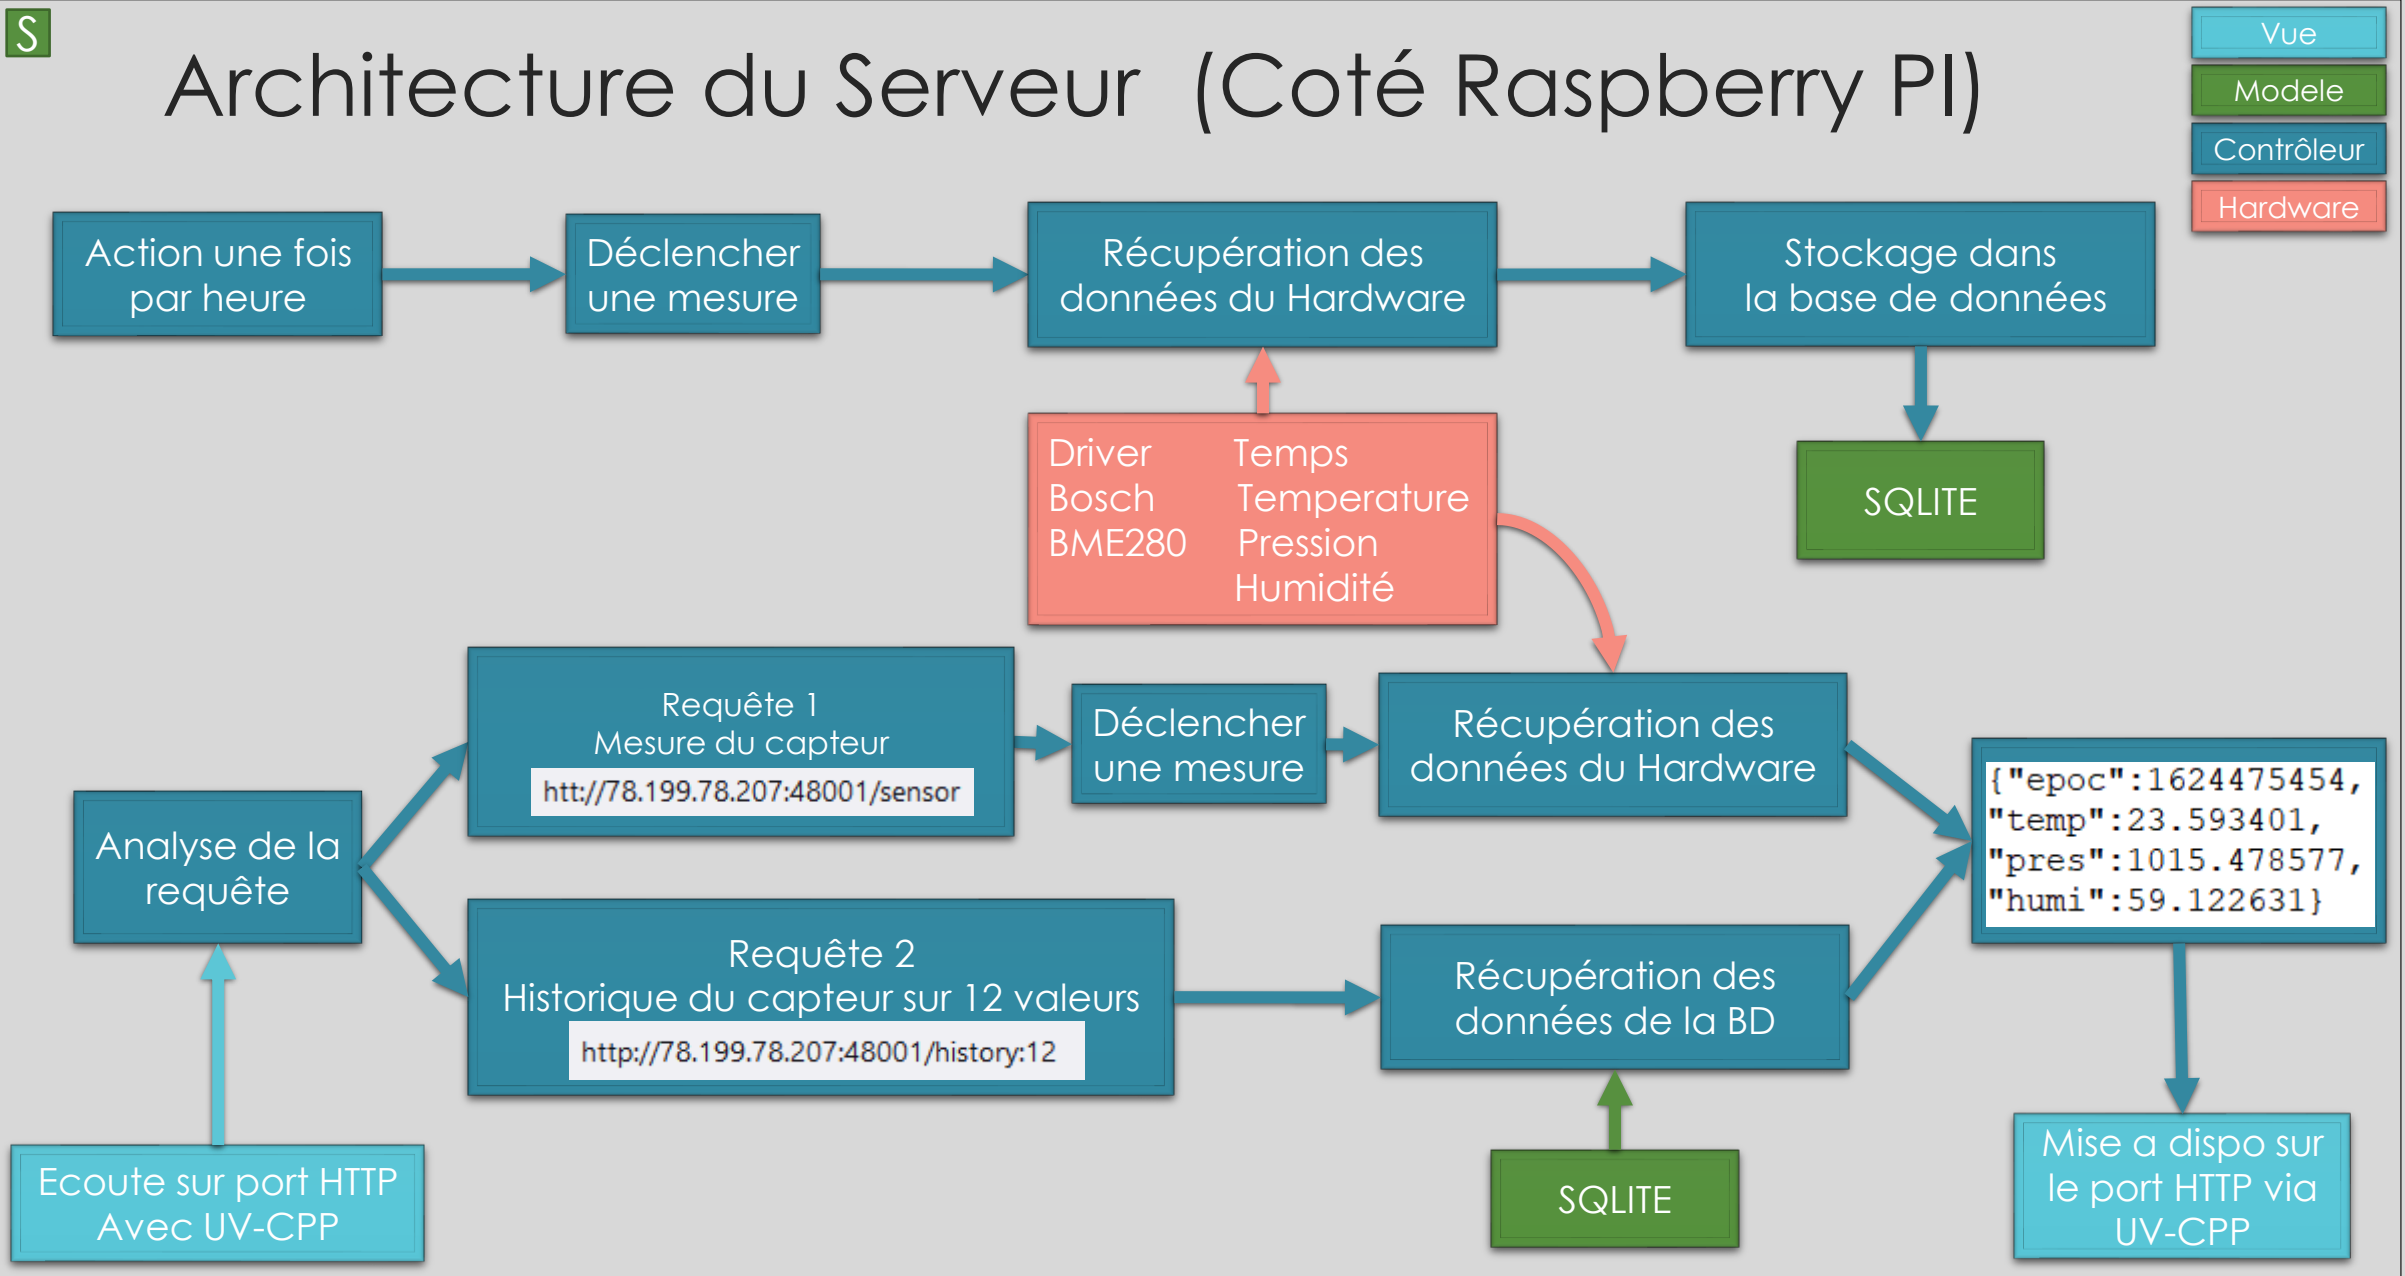 S
Architecture du Serveur (Coté Raspberry PI)
Vue
Modele
Contrôleur
Hardware
Action une fois
par heure
Déclencher
une mesure
Récupération des
données du Hardware
Stockage dans
la base de données
Driver Temps
Bosch Temperature
BME280 Pression
Humidité
SQLITE
Requête 1
Mesure du capteur
htt://78.199.78.207:48001/sensor
Déclencher
une mesure
Récupération des
données du Hardware
{"epoc":1624475454,
"temp":23.593401,
"pres":1015.478577,
"humi":59.122631}
Analyse de la
requête
Requête 2
Historique du capteur sur 12 valeurs
http://78.199.78.207:48001/history:12
Récupération des
données de la BD
Ecoute sur port HTTP
Avec UV-CPP
SQLITE
Mise a dispo sur
le port HTTP via
UV-CPP